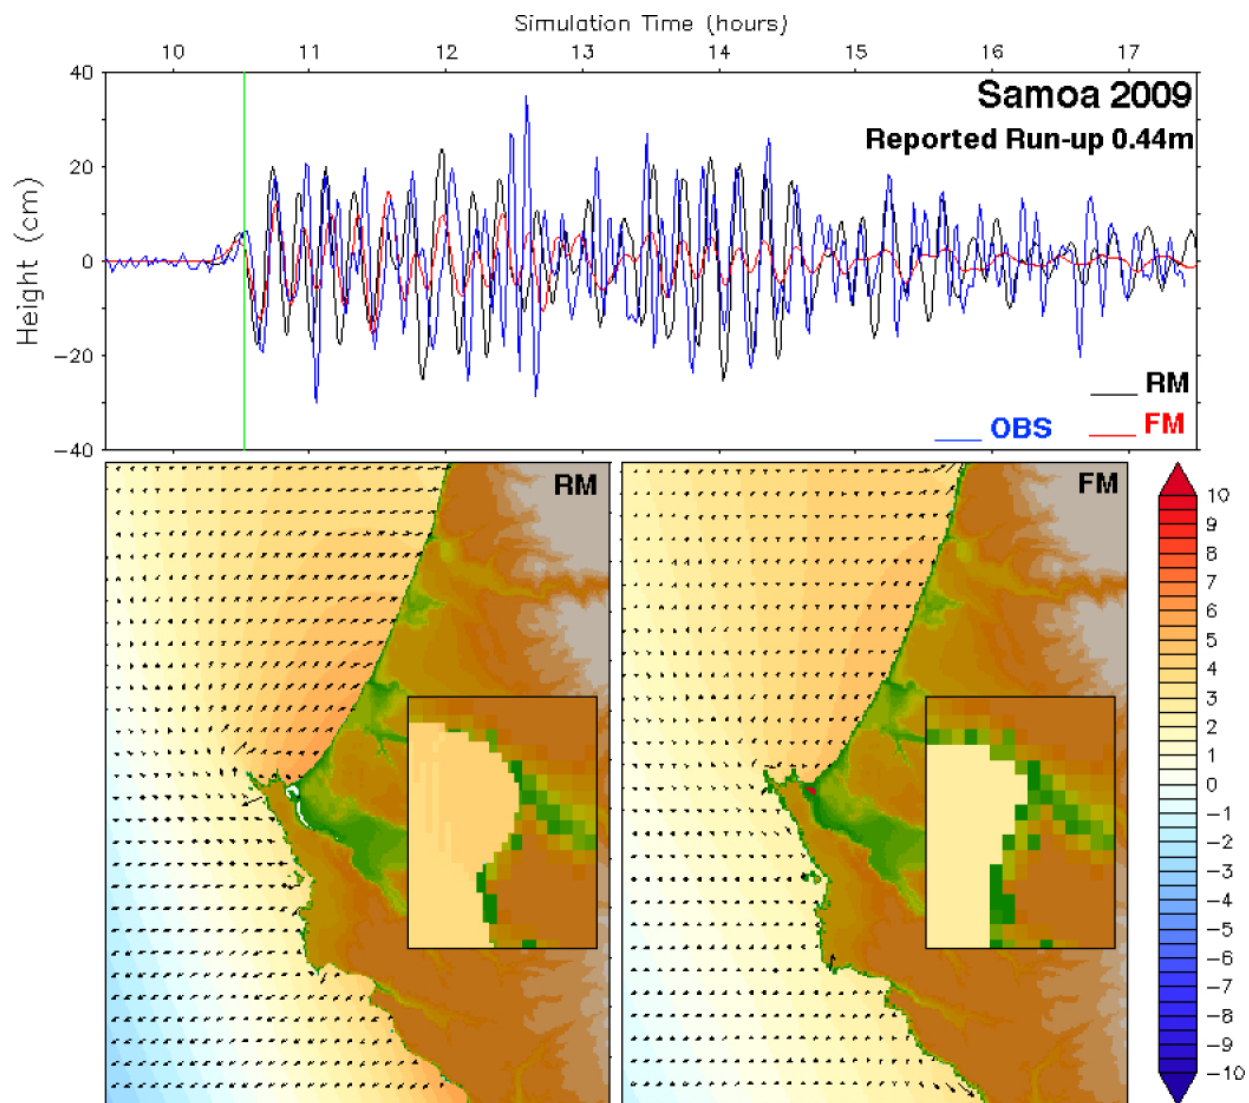 Simulation Time (hours)
10 11 12 13 14 15 16 17
40
20
0
−20
−40
Height (cm)
Samoa 2009
Reported Run-up 0.44m
RM
OBS
FM
RM
FM
10
9
8
7
6
5
4
3
2
1
0
−1
−2
−3
−4
−5
−6
−7
−8
−9
−10